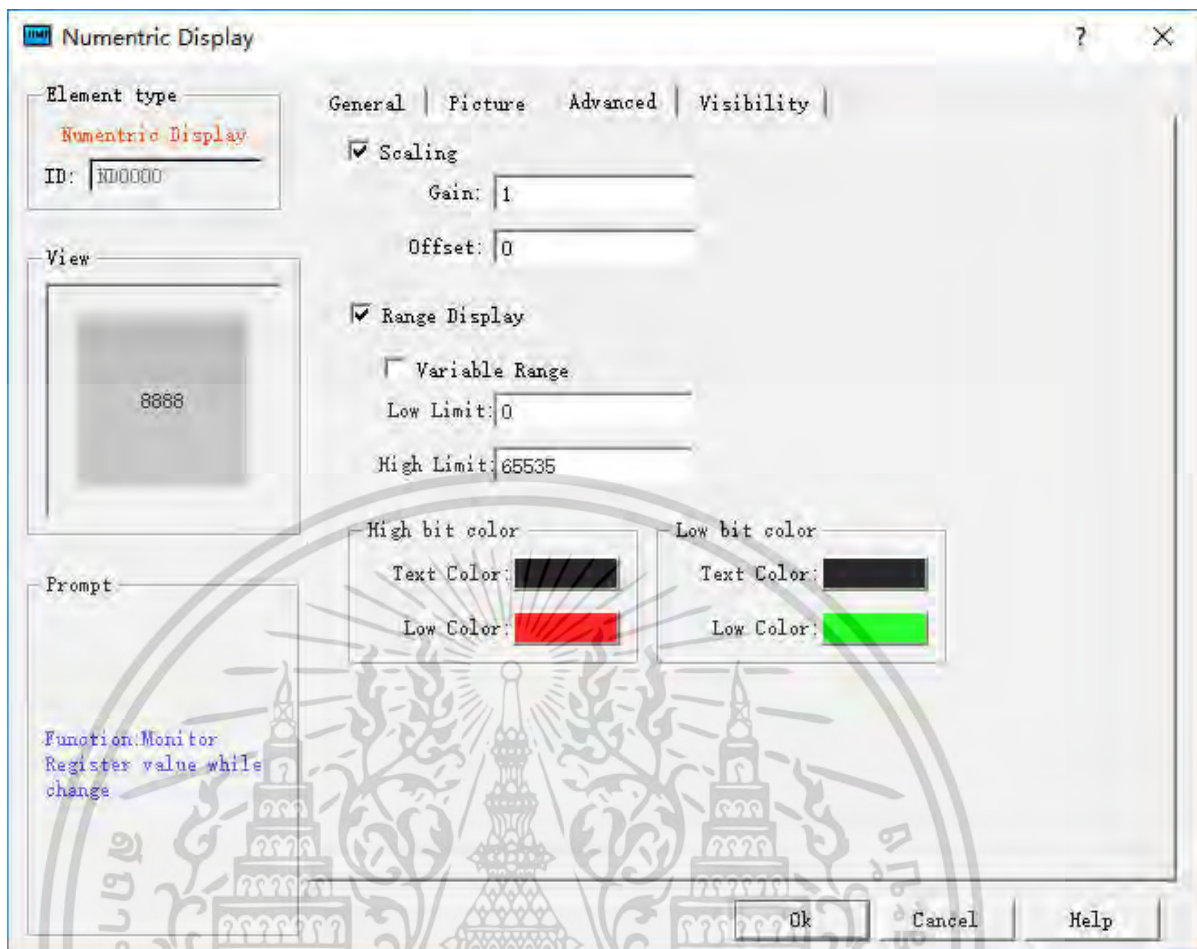 Numentric Display
Element type
Numentric Display
ID: ND0000
View
8888
Prompt
Function:Monitor
Register value while
change
General
Picture
Advanced
Visibility
Scaling
Gain: 1
Offset: 0
Range Display
Variable Range
Low Limit: 0
High Limit: 65535
High bit color
Text Color:
Low Color:
Low bit color
Text Color:
Low Color:
Ok
Cancel
Help